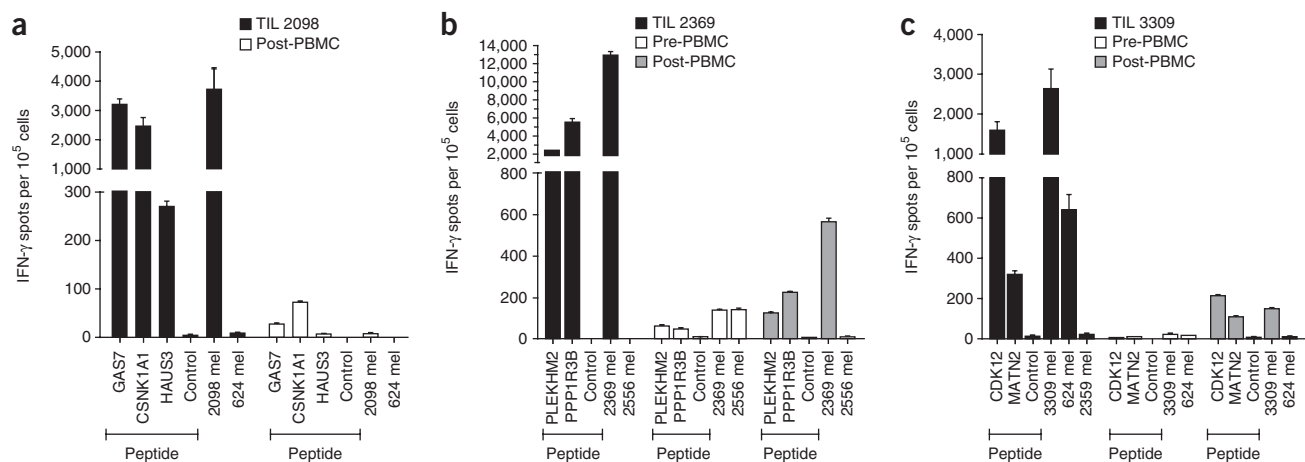 a
TIL 2098
Post-PBMC
IFN-γ spots per 10⁵ cells
5,000
4,000
3,000
2,000
1,000
300
200
100
0
GAS7
CSNK1A1
HAUS3
Control
2098 mel
624 mel
GAS7
CSNK1A1
HAUS3
Control
2098 mel
624 mel
Peptide
Peptide
b
TIL 2369
Pre-PBMC
Post-PBMC
IFN-γ spots per 10⁵ cells
14,000
12,000
10,000
8,000
6,000
4,000
2,000
800
600
400
200
0
PLEKHM2
PPP1R3B
Control
2369 mel
2556 mel
PLEKHM2
PPP1R3B
Control
2369 mel
2556 mel
PLEKHM2
PPP1R3B
Control
2369 mel
2556 mel
Peptide
Peptide
Peptide
c
TIL 3309
Pre-PBMC
Post-PBMC
IFN-γ spots per 10⁵ cells
4,000
3,000
2,000
1,000
800
600
400
200
0
CDK12
MATN2
Control
3309 mel
624 mel
2359 mel
CDK12
MATN2
Control
3309 mel
624 mel
CDK12
MATN2
Control
3309 mel
624 mel
Peptide
Peptide
Peptide